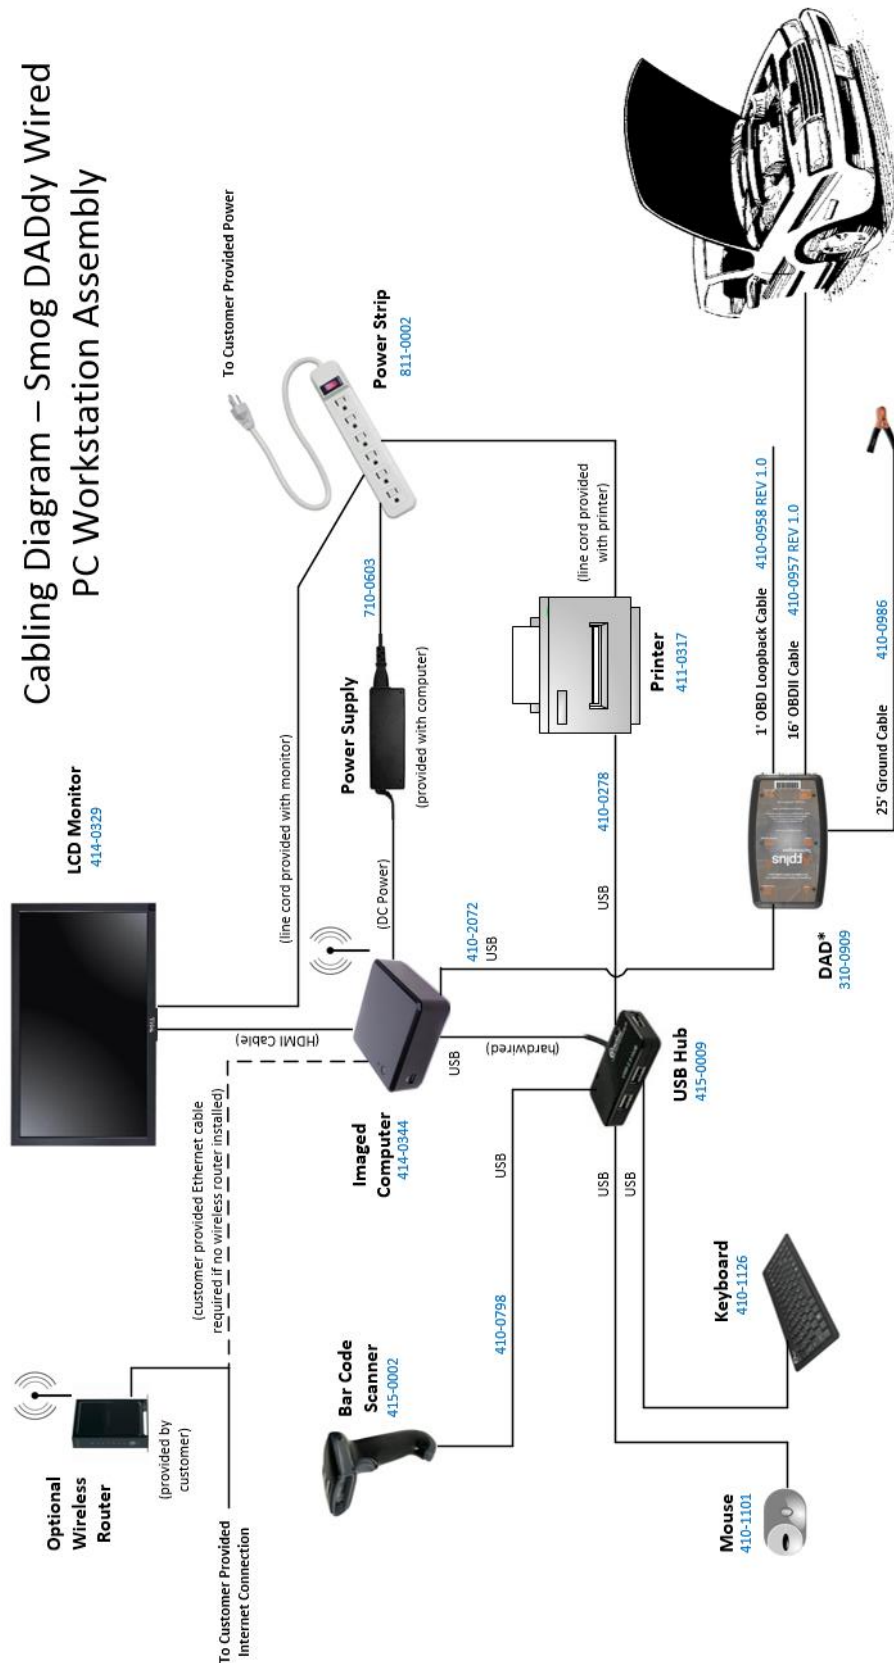 Cabling Diagram – Smog DADdy Wired
PC Workstation Assembly
Optional
Wireless
Router
(provided by
customer)
To Customer Provided
Internet Connection
(customer provided Ethernet cable
required if no wireless router installed)
LCD Monitor
414-0329
(HDMI Cable)
(line cord provided with monitor)
To Customer Provided Power
Power Strip
811-0002
710-0603
Power Supply
(provided with computer)
(DC Power)
Imaged
Computer
414-0344
USB
(hardwired)
410-2072
USB
Bar Code
Scanner
415-0002
410-0798
USB
USB Hub
415-0009
USB
USB
USB
410-0278
Printer
411-0317
(line cord provided
with printer)
Mouse
410-1101
Keyboard
410-1126
DAD*
310-0909
plus
1' OBD Loopback Cable
410-0958 REV 1.0
16' OBDII Cable
410-0957 REV 1.0
25' Ground Cable
410-0986